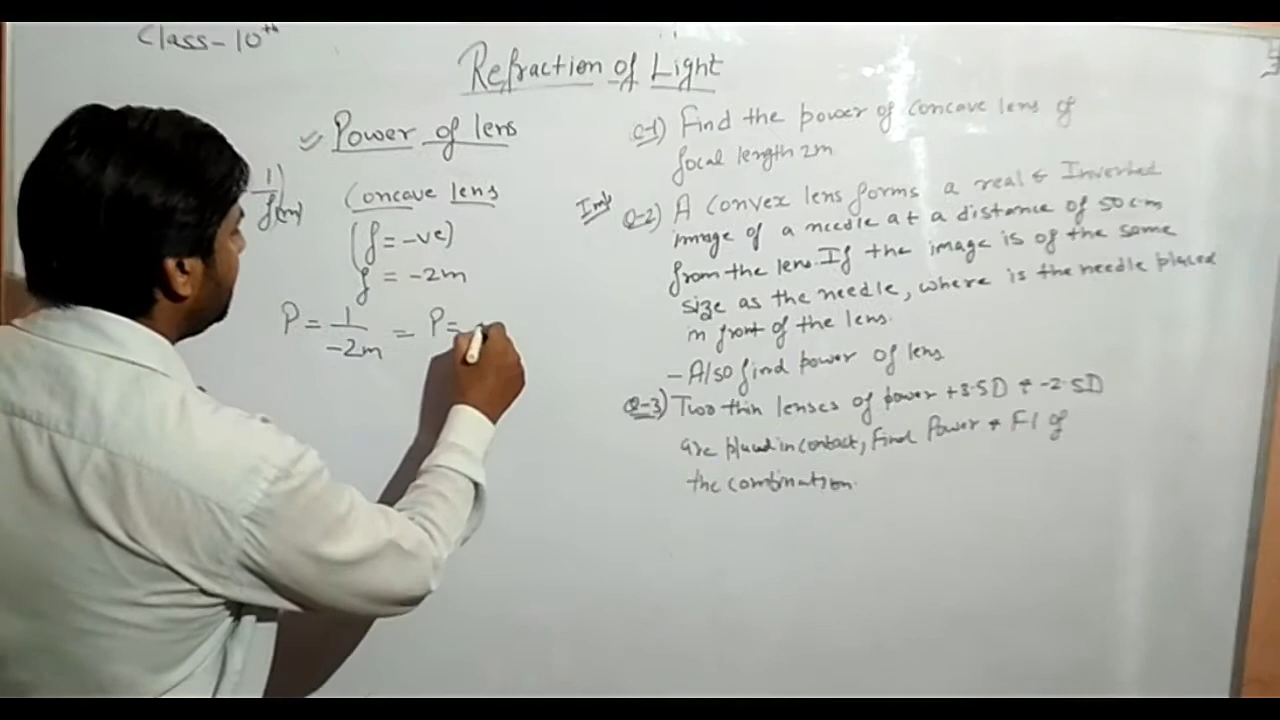 Class-10th
Refraction of Light
Power of lens
1/f(m)
Concave lens
(f = -ve)
f = -2m
P = 1/-2m = P =
Q-1) Find the power of concave lens of
focal length 2m
Imp
Q-2) A convex lens forms a real & Inverted
image of a needle at a distance of 50 cm
from the lens. If the image is of the same
size as the needle, where is the needle placed
in front of the lens.
- Also find power of lens
Q-3) Two thin lenses of power +3.5D & -2.5D
are placed in contact, find Power & F.l of
the combination.